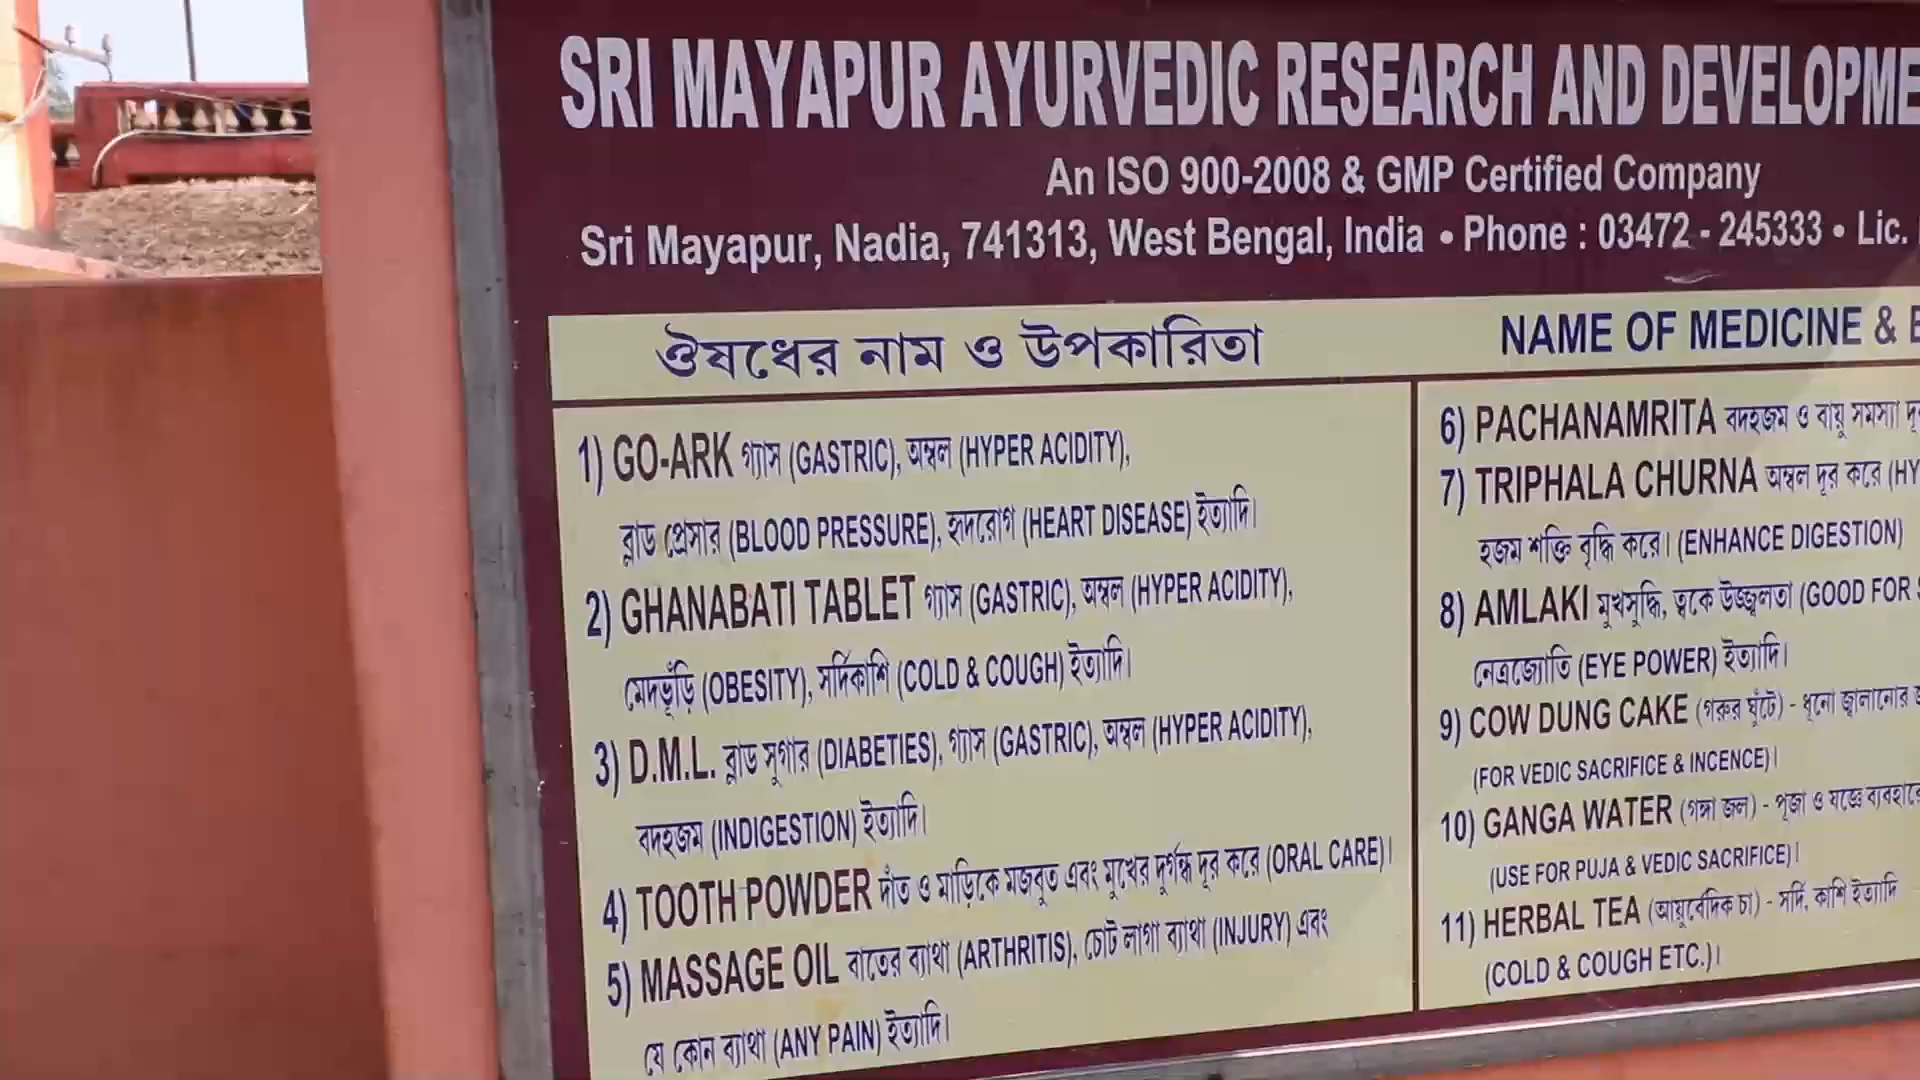 SRI MAYAPUR AYURVEDIC RESEARCH AND
An ISO 900-2008 & GMP Certified Company
Sri Mayapur, Nadia, 741313, West Bengal, India • Phone : 03472 - 245333 • Lic.
ঔষধের নাম ও উপকারিতা
NAME OF MEDICINE &
1) GO-ARK গ্যাস (GASTRIC), অম্বল (HYPER ACIDITY),
ব্লাড প্রেসার (BLOOD PRESSURE), হৃদরোগ (HEART DISEASE) ইত্যাদি।
2) GHANABATI TABLET গ্যাস (GASTRIC), অম্বল (HYPER ACIDITY),
মেদভূঁড়ি (OBESITY), সর্দিকাশি (COLD & COUGH) ইত্যাদি।
3) D.M.L. ব্লাড সুগার (DIABETIES), গ্যাস (GASTRIC), অম্বল (HYPER ACIDITY),
বদহজম (INDIGESTION) ইত্যাদি।
4) TOOTH POWDER দাঁত ও মাড়িকে মজবুত এবং মুখের দুর্গন্ধ দূর করে (ORAL CARE)।
5) MASSAGE OIL বাতের ব্যাথা (ARTHRITIS), চোট লাগা ব্যাথা (INJURY) এবং
যে কোন ব্যাথা (ANY PAIN) ইত্যাদি।
6) PACHANAMRITA বদহজম ও বায়ু সমস্যা
7) TRIPHALA CHURNA অম্বল দূর করে
হজম শক্তি বৃদ্ধি করে। (ENHANCE DIGESTION)
8) AMLAKI মুখসুদ্ধি, ত্বকে উজ্জ্বলতা (GOOD FOR
নেত্রজ্যোতি (EYE POWER) ইত্যাদি।
9) COW DUNG CAKE (গরুর ঘুঁটে) - ধূনো জ্বালানোর
(FOR VEDIC SACRIFICE & INCENCE)।
10) GANGA WATER (গঙ্গা জল) - পূজা ও যজ্ঞে
(USE FOR PUJA & VEDIC SACRIFICE)।
11) HERBAL TEA (আয়ুর্বেদিক চা) - সর্দি, কাশি ইত্যাদি
(COLD & COUGH ETC.)।